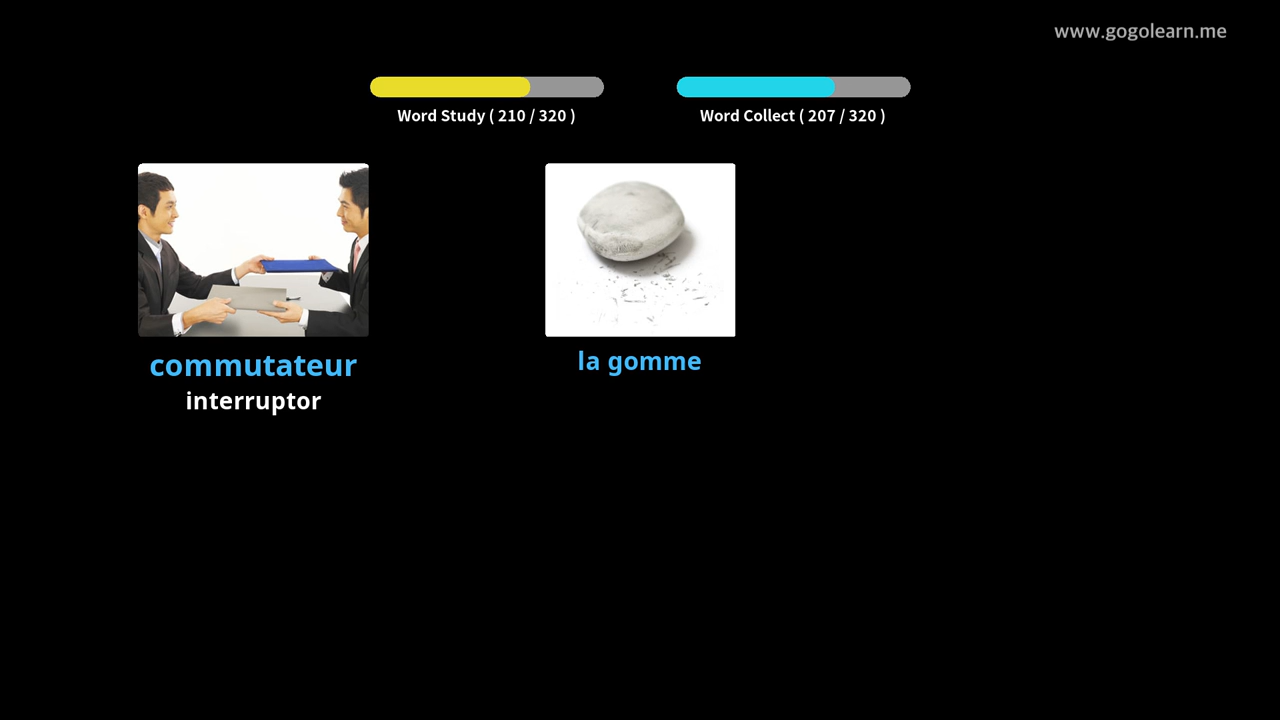 www.gogolearn.me
Word Study ( 210 / 320 )
Word Collect ( 207 / 320 )
commutateur
interruptor
la gomme